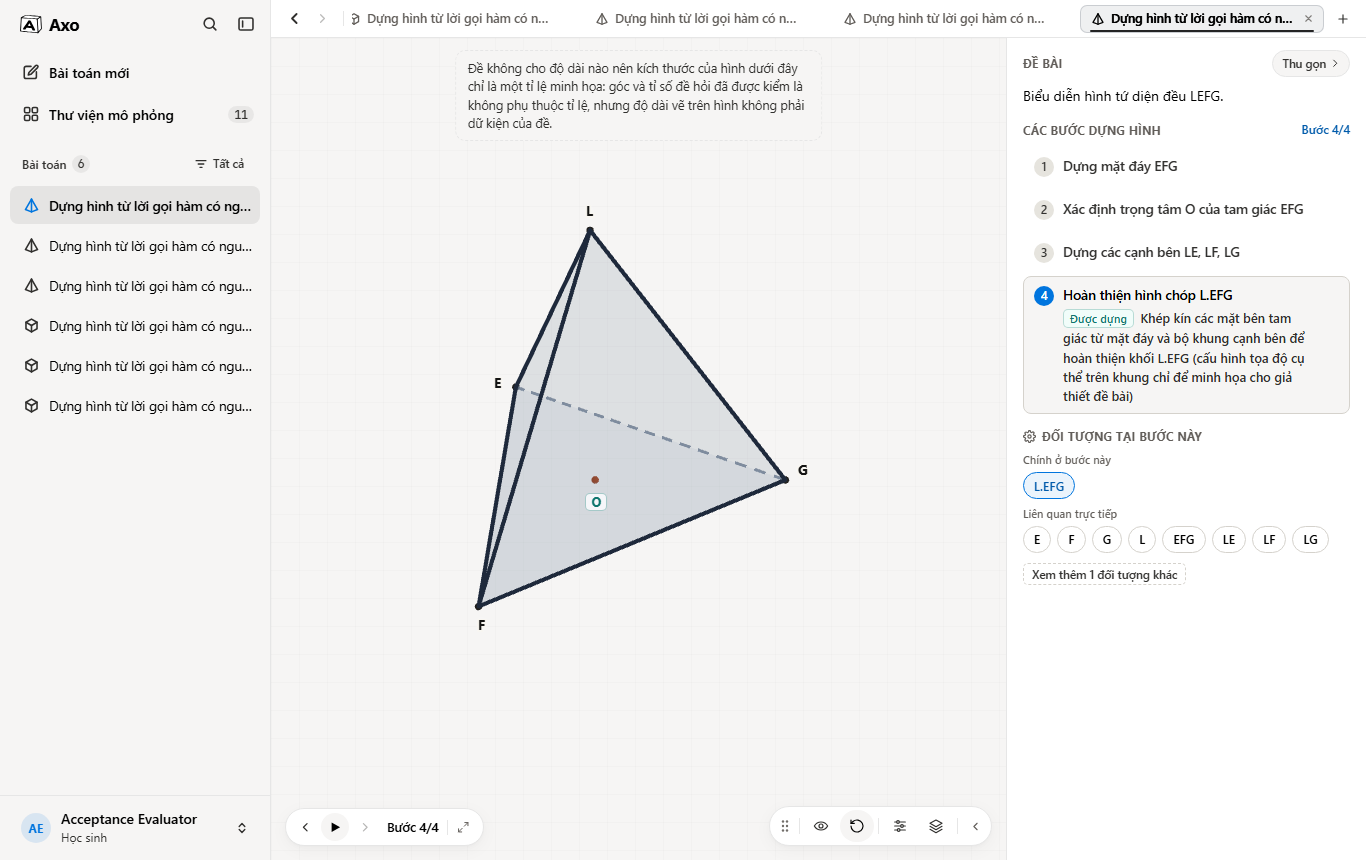 Axo
Bài toán mới
Thư viện mô phỏng 11
Bài toán 6 Tất cả
Dựng hình từ lời gọi hàm có ng...
Dựng hình từ lời gọi hàm có ngu...
Dựng hình từ lời gọi hàm có ngu...
Dựng hình từ lời gọi hàm có ngu...
Dựng hình từ lời gọi hàm có ngu...
Dựng hình từ lời gọi hàm có ngu...
AE
Acceptance Evaluator
Học sinh
Dựng hình từ lời gọi hàm có n...
Dựng hình từ lời gọi hàm có n...
Dựng hình từ lời gọi hàm có n...
Dựng hình từ lời gọi hàm có n...
Đề không cho độ dài nào nên kích thước của hình dưới đây
chỉ là một tỉ lệ minh họa: góc và tỉ số đề hỏi đã được kiểm là
không phụ thuộc tỉ lệ, nhưng độ dài vẽ trên hình không phải
dữ kiện của đề.
L
E
G
O
F
Bước 4/4
ĐỀ BÀI
Thu gọn
Biểu diễn hình tứ diện đều LEFG.
CÁC BƯỚC DỰNG HÌNH
Bước 4/4
1 Dựng mặt đáy EFG
2 Xác định trọng tâm O của tam giác EFG
3 Dựng các cạnh bên LE, LF, LG
4 Hoàn thiện hình chóp L.EFG
Được dựng Khép kín các mặt bên tam
giác từ mặt đáy và bộ khung cạnh bên để
hoàn thiện khối L.EFG (cấu hình tọa độ cụ
thể trên khung chỉ để minh họa cho giả
thiết đề bài)
ĐỐI TƯỢNG TẠI BƯỚC NÀY
Chính ở bước này
L.EFG
Liên quan trực tiếp
E F G L EFG LE LF LG
Xem thêm 1 đối tượng khác